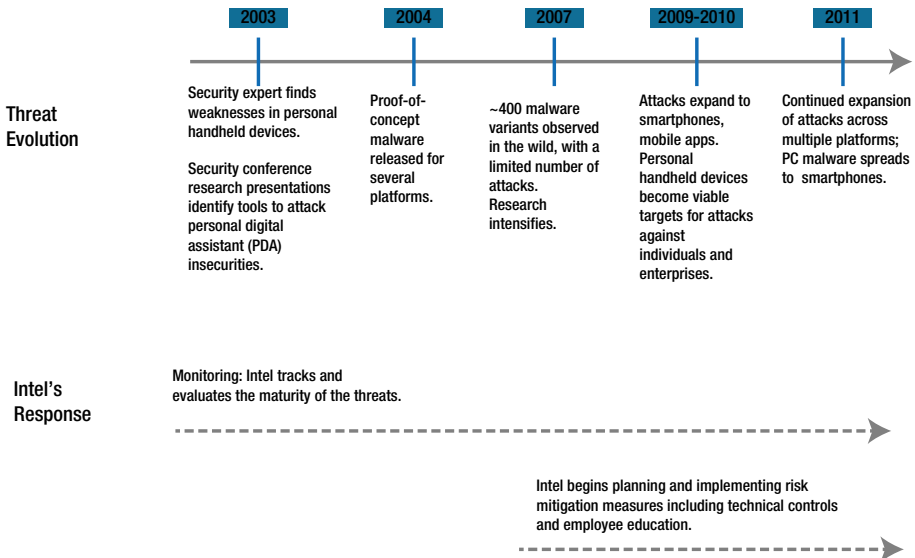 2003
2004
2007
2009-2010
2011
Threat
Evolution
Security expert finds
weaknesses in personal
handheld devices.
Security conference
research presentations
identify tools to attack
personal digital
assistant (PDA)
insecurities.
Proof-of-
concept
malware
released for
several
platforms.
~400 malware
variants observed
in the wild, with a
limited number of
attacks.
Research
intensifies.
Attacks expand to
smartphones,
mobile apps.
Personal
handheld devices
become viable
targets for attacks
against
individuals and
enterprises.
Continued expansion
of attacks across
multiple platforms;
PC malware spreads
to smartphones.
Intel's
Response
Monitoring: Intel tracks and
evaluates the maturity of the threats.
Intel begins planning and implementing risk
mitigation measures including technical controls
and employee education.